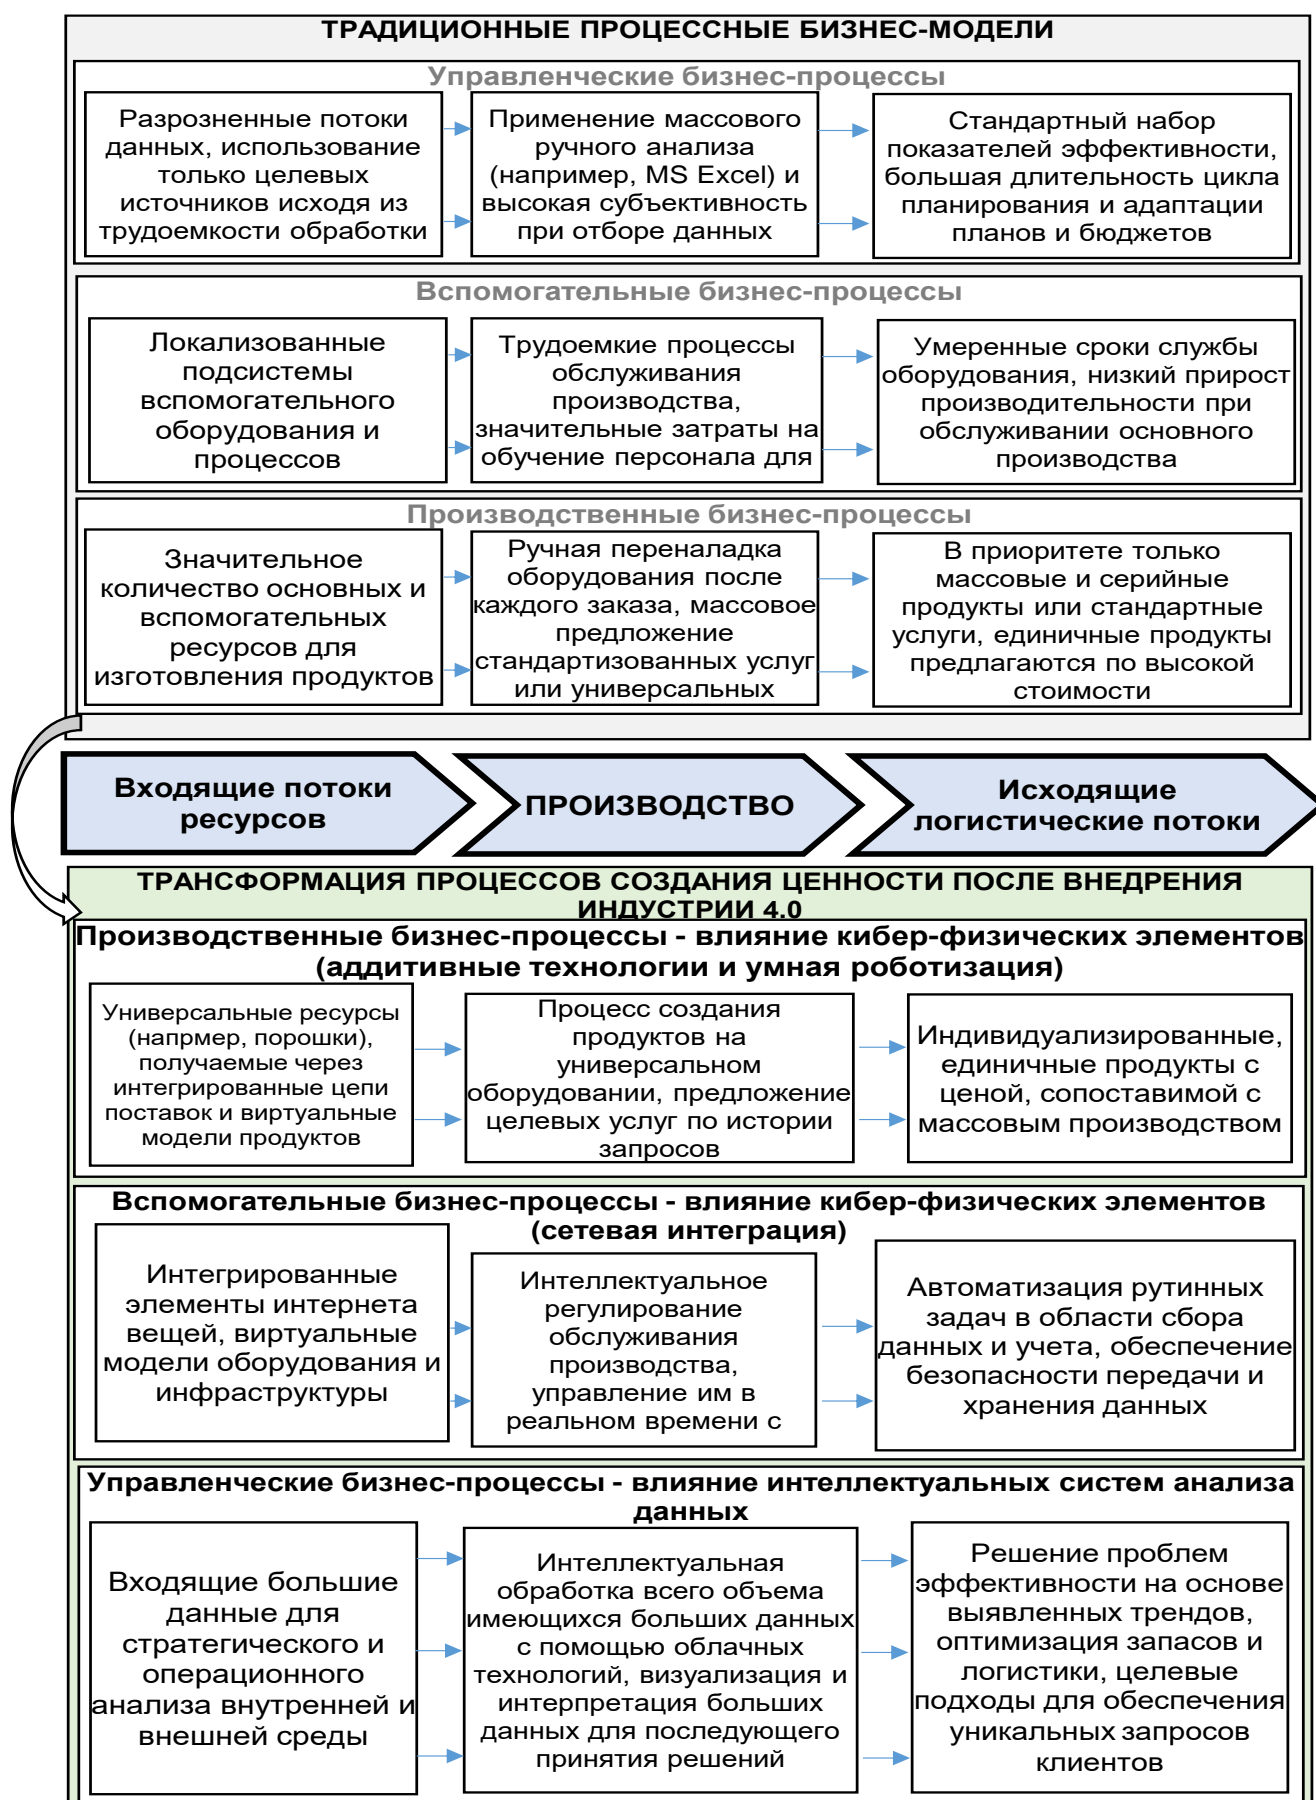 ТРАДИЦИОННЫЕ ПРОЦЕССНЫЕ БИЗНЕС-МОДЕЛИ
Управленческие бизнес-процессы
Разрозненные потоки
данных, использование
только целевых
источников исходя из
трудоемкости обработки
Применение массового
ручного анализа
(например, MS Excel) и
высокая субъективность
при отборе данных
Стандартный набор
показателей эффективности,
большая длительность цикла
планирования и адаптации
планов и бюджетов
Вспомогательные бизнес-процессы
Локализованные
подсистемы
вспомогательного
оборудования и
процессов
Трудоемкие процессы
обслуживания
производства,
значительные затраты на
обучение персонала для
Умеренные сроки службы
оборудования, низкий прирост
производительности при
обслуживании основного
производства
Производственные бизнес-процессы
Значительное
количество основных и
вспомогательных
ресурсов для
изготовления продуктов
Ручная переналадка
оборудования после
каждого заказа, массовое
предложение
стандартизованных услуг
или универсальных
В приоритете только
массовые и серийные
продукты или стандартные
услуги, единичные продукты
предлагаются по высокой
стоимости
Входящие потоки
ресурсов
ПРОИЗВОДСТВО
Исходящие
логистические потоки
ТРАНСФОРМАЦИЯ ПРОЦЕССОВ СОЗДАНИЯ ЦЕННОСТИ ПОСЛЕ ВНЕДРЕНИЯ
ИНДУСТРИИ 4.0
Производственные бизнес-процессы - влияние кибер-физических элементов
(аддитивные технологии и умная роботизация)
Универсальные ресурсы
(напрмер, порошки),
получаемые через
интегрированные цепи
поставок и виртуальные
модели продуктов
Процесс создания
продуктов на
универсальном
оборудовании, предложение
целевых услуг по истории
запросов
Индивидуализированные,
единичные продукты с
ценой, сопоставимой с
массовым производством
Вспомогательные бизнес-процессы - влияние кибер-физических элементов
(сетевая интеграция)
Интегрированные
элементы интернета
вещей, виртуальные
модели оборудования и
инфраструктуры
Интеллектуальное
регулирование
обслуживания
производства,
управление им в
реальном времени с
Автоматизация рутинных
задач в области сбора
данных и учета, обеспечение
безопасности передачи и
хранения данных
Управленческие бизнес-процессы - влияние интеллектуальных систем анализа
данных
Входящие большие
данные для
стратегического и
операционного
анализа внутренней и
внешней среды
Интеллектуальная
обработка всего объема
имеющихся больших данных
с помощью облачных
технологий, визуализация и
интерпретация больших
данных для последующего
принятия решений
Решение проблем
эффективности на основе
выявленных трендов,
оптимизация запасов и
логистики, целевые
подходы для обеспечения
уникальных запросов
клиентов